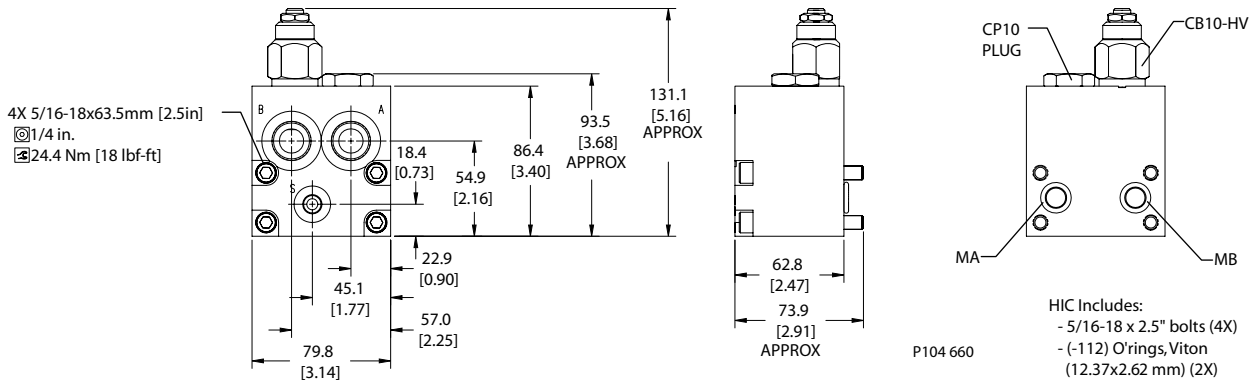 4X 5/16-18x63.5mm [2.5in]
1/4 in.
24.4 Nm [18 lbf-ft]
B
A
S
18.4
[0.73]
54.9
[2.16]
86.4
[3.40]
93.5
[3.68]
APPROX
131.1
[5.16]
APPROX
22.9
[0.90]
45.1
[1.77]
57.0
[2.25]
79.8
[3.14]
62.8
[2.47]
73.9
[2.91]
APPROX
CP10
PLUG
CB10-HV
MA
MB
P104 660
HIC Includes:
- 5/16-18 x 2.5" bolts (4X)
- (-112) O'rings,Viton
(12.37x2.62 mm) (2X)